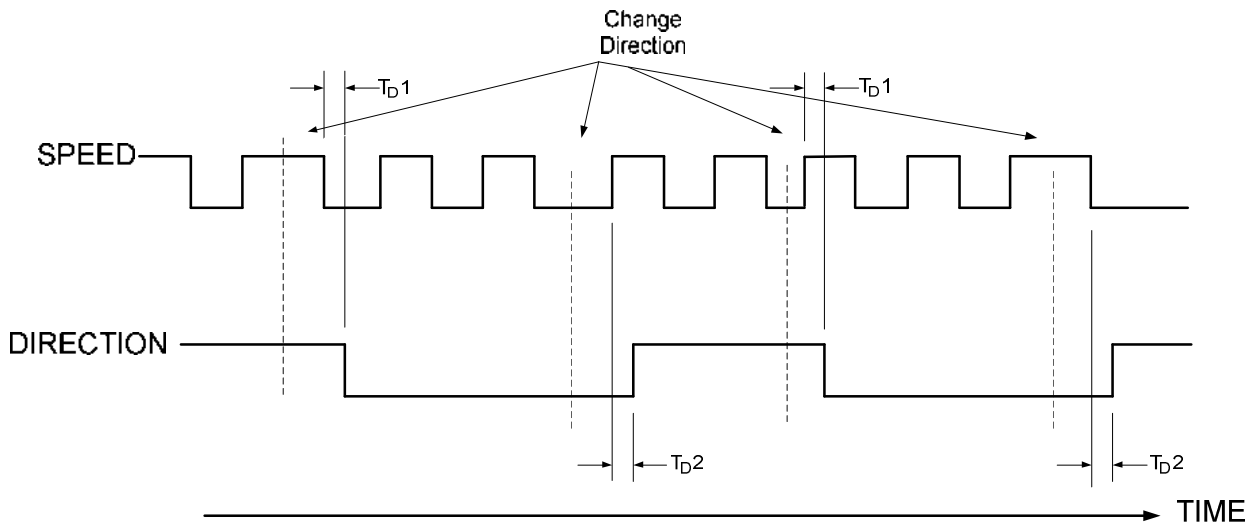 Change
Direction
TD1
TD1
SPEED
DIRECTION
TD2
TD2
TIME